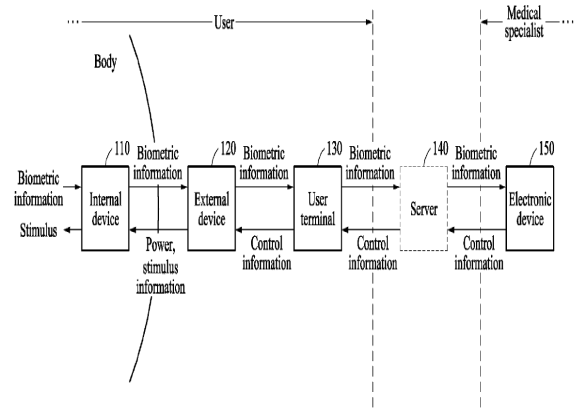 User
Medical
specialist
Body
110
120
130
140
150
Biometric
information
Biometric
information
Biometric
information
Biometric
information
Biometric
information
Stimulus
Internal
device
External
device
User
terminal
Server
Electronic
device
Power,
stimulus
information
Control
information
Control
information
Control
information